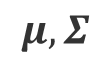 𝝁, 𝜮